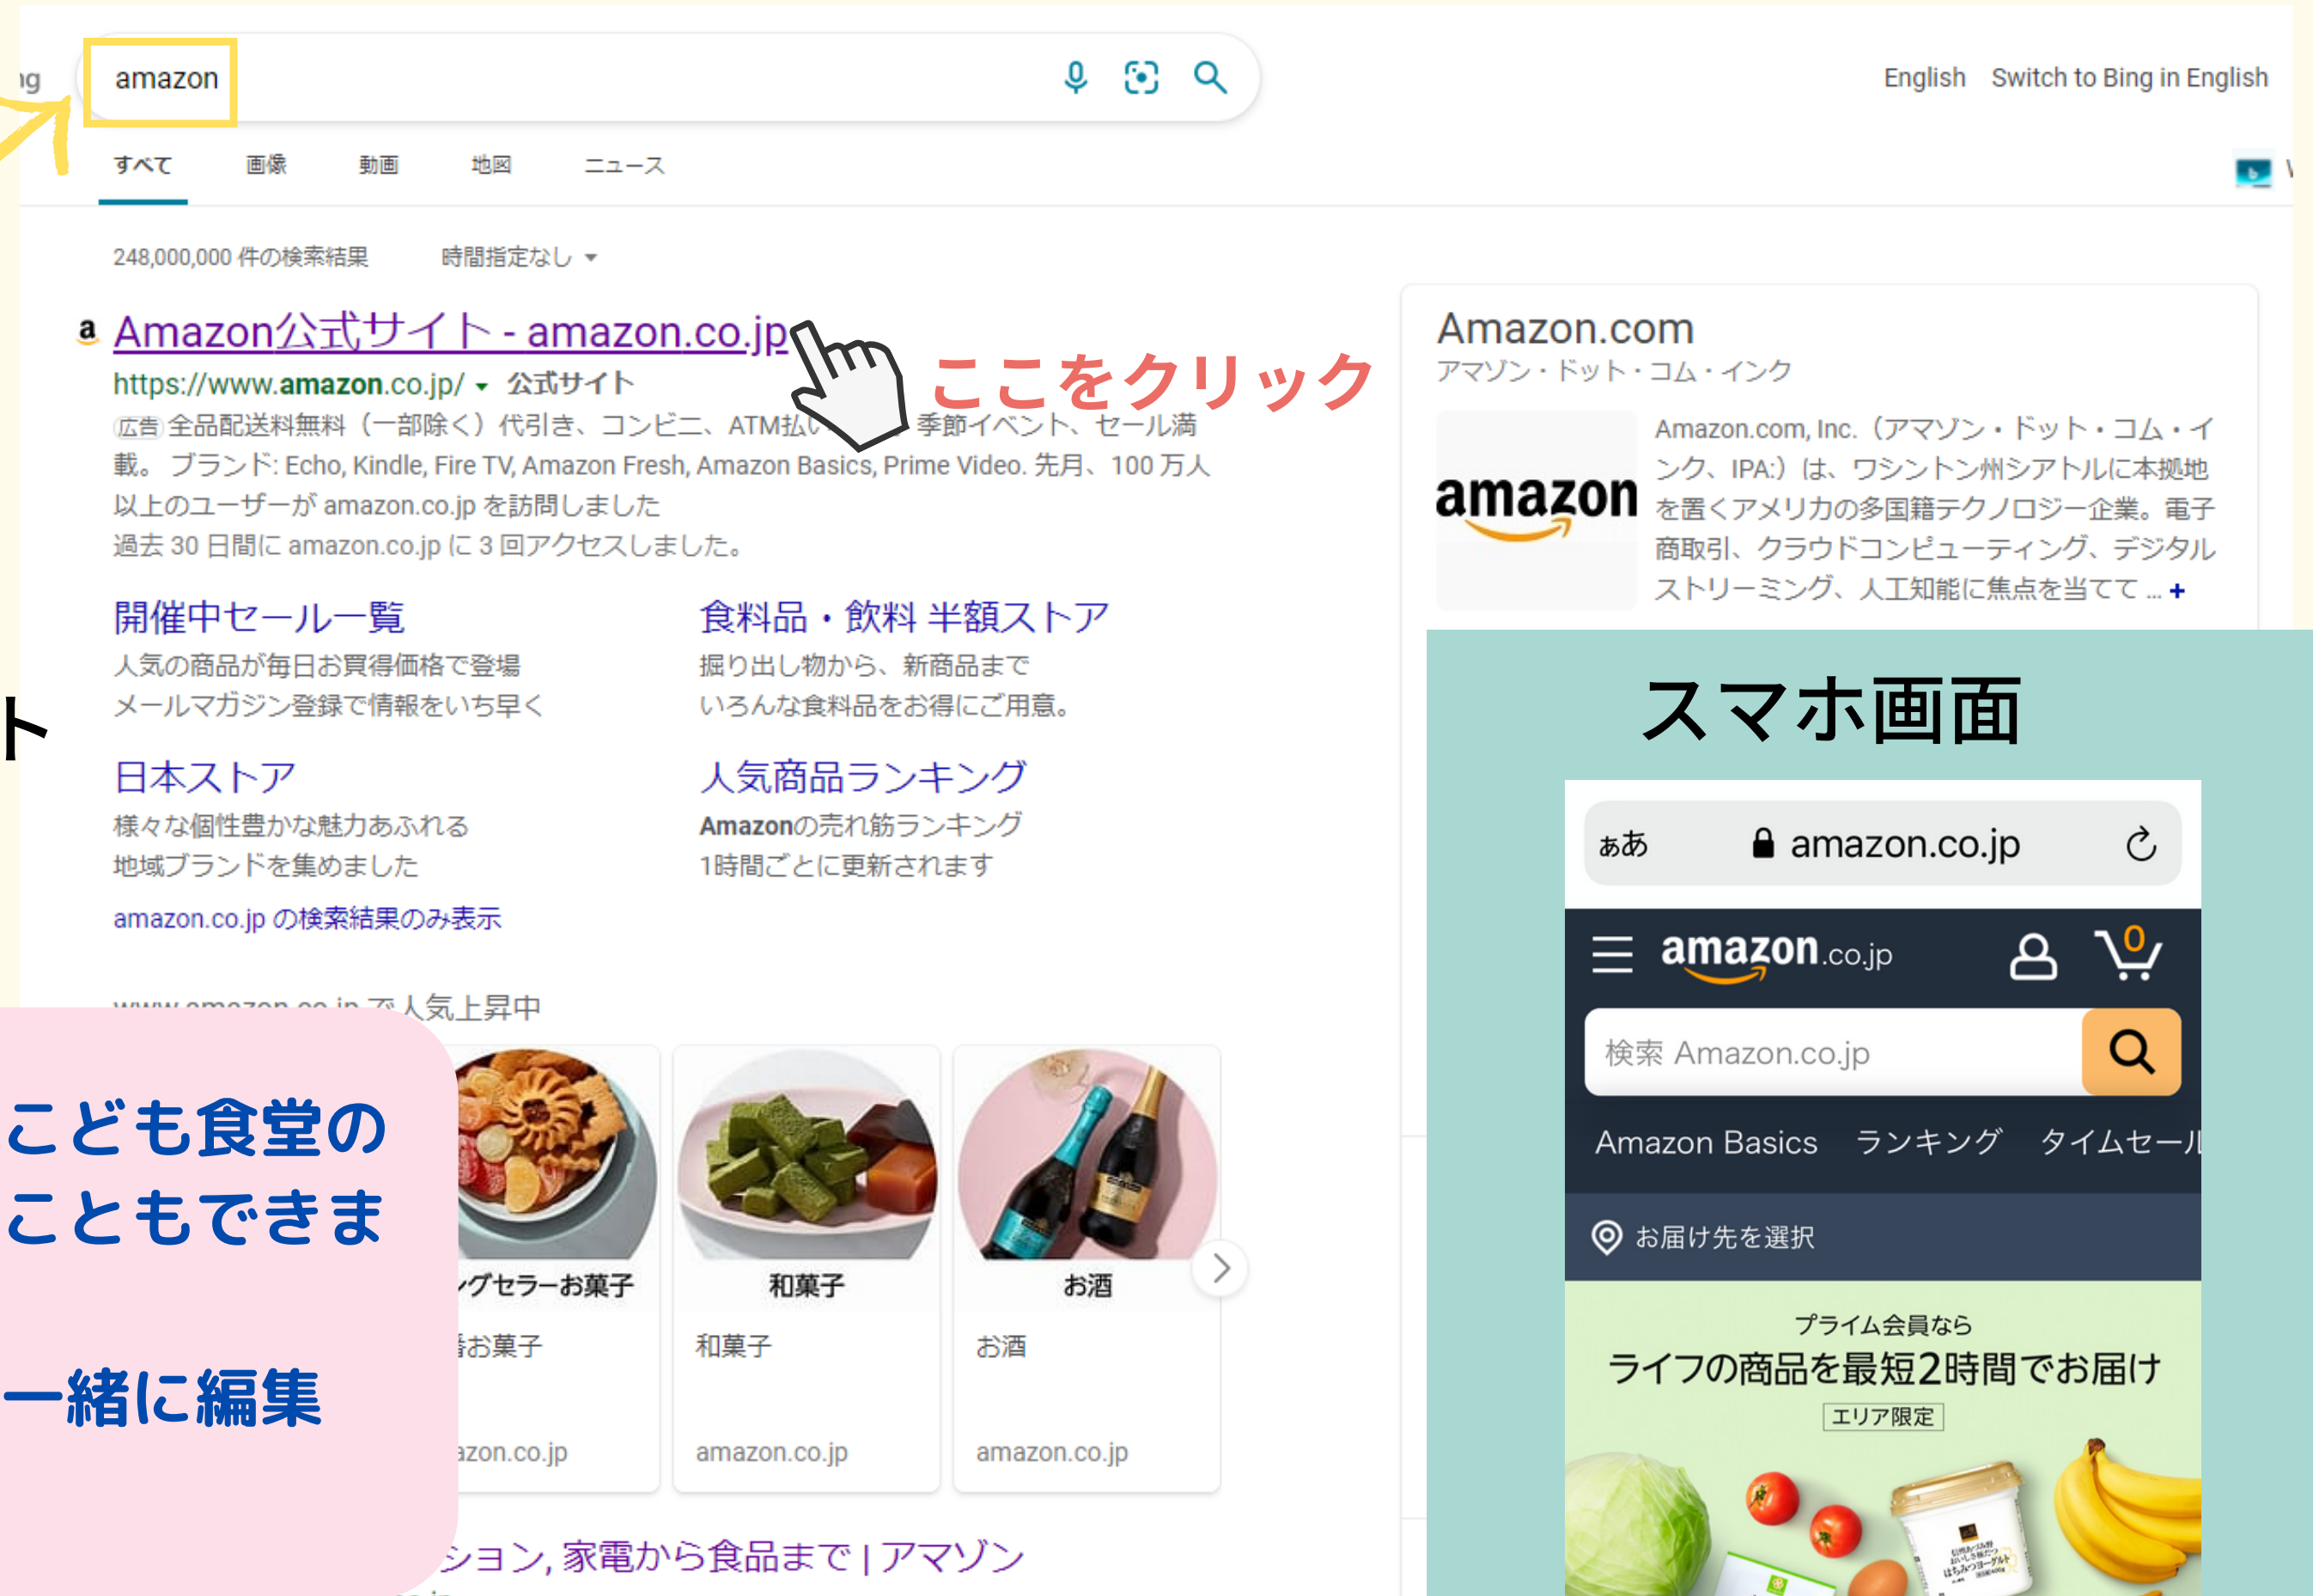 amazon
English Switch to Bing in English
すべて 画像 動画 地図 ニュース
248,000,000 件の検索結果 時間指定なし
Amazon公式サイト - amazon.co.jp
ここをクリック
https://www.amazon.co.jp/ 公式サイト
広告 全品配送料無料（一部除く）代引き、コンビニ、ATM払い 季節イベント、セール満
載。 ブランド: Echo, Kindle, Fire TV, Amazon Fresh, Amazon Basics, Prime Video. 先月、100 万人
以上のユーザーが amazon.co.jp を訪問しました
過去 30 日間に amazon.co.jp に 3 回アクセスしました。
開催中セール一覧
人気の商品が毎日お買得価格で登場
メールマガジン登録で情報をいち早く
食料品・飲料 半額ストア
掘り出し物から、新商品まで
いろんな食料品をお得にご用意。
ト
日本ストア
様々な個性豊かな魅力あふれる
地域ブランドを集めました
人気商品ランキング
Amazonの売れ筋ランキング
1時間ごとに更新されます
amazon.co.jp の検索結果のみ表示
www.amazon.co.jp で人気上昇中
こども食堂の
こともできま
一緒に編集
ングセラーお菓子
お菓子
azon.co.jp
和菓子
和菓子
amazon.co.jp
お酒
お酒
amazon.co.jp
ション, 家電から食品まで | アマゾン
Amazon.com
アマゾン・ドット・コム・インク
amazon
Amazon.com, Inc.（アマゾン・ドット・コム・イ
ンク、IPA:）は、ワシントン州シアトルに本拠地
を置くアメリカの多国籍テクノロジー企業。電子
商取引、クラウドコンピューティング、デジタル
ストリーミング、人工知能に焦点を当てて ... +
スマホ画面
ぁあ amazon.co.jp
amazon.co.jp 0
検索 Amazon.co.jp
Amazon Basics ランキング タイムセール
お届け先を選択
プライム会員なら
ライフの商品を最短2時間でお届け
エリア限定